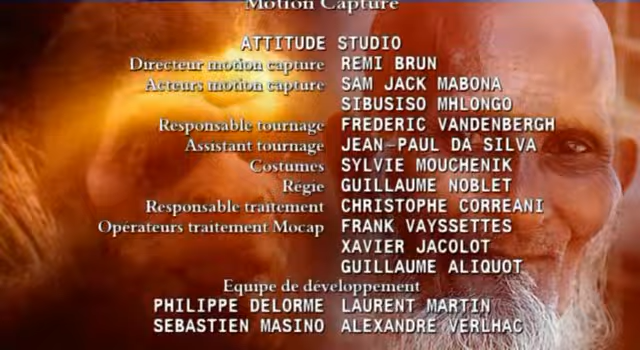 Motion Capture
ATTITUDE STUDIO
Directeur motion capture REMI BRUN
Acteurs motion capture SAM JACK MABONA
SIBUSISO MHLONGO
Responsable tournage FREDERIC VANDENBERGH
Assistant tournage JEAN-PAUL DA SILVA
Costumes SYLVIE MOUCHENIK
Régie GUILLAUME NOBLET
Responsable traitement CHRISTOPHE CORREANI
Opérateurs traitement Mocap FRANK VAYSSETTES
XAVIER JACOLOT
GUILLAUME ALIQUOT
Equipe de développement
PHILIPPE DELORME LAURENT MARTIN
SEBASTIEN MASINO ALEXANDRE VERLHAC